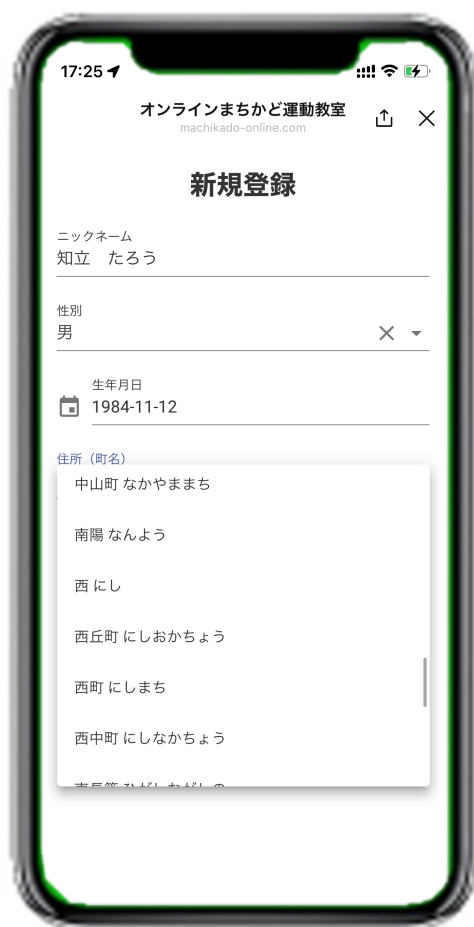 17:25
オンラインまちかど運動教室
machikado-online.com
新規登録
ニックネーム
知立　たろう
性別
男
生年月日
1984-11-12
住所（町名）
中山町 なかやままち
南陽 なんよう
西 にし
西丘町 にしおかちょう
西町 にしまち
西中町 にしなかちょう